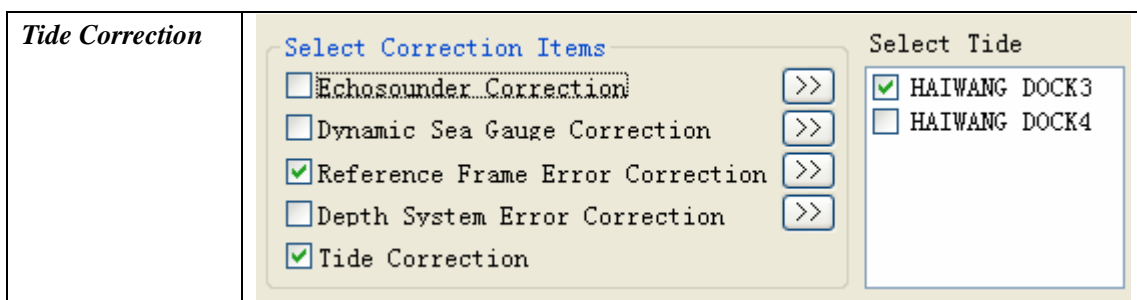 Tide Correction
Select Correction Items
Echosounder Correction >>
Dynamic Sea Gauge Correction >>
Reference Frame Error Correction >>
Depth System Error Correction >>
Tide Correction
Select Tide
HAIWANG DOCK3
HAIWANG DOCK4